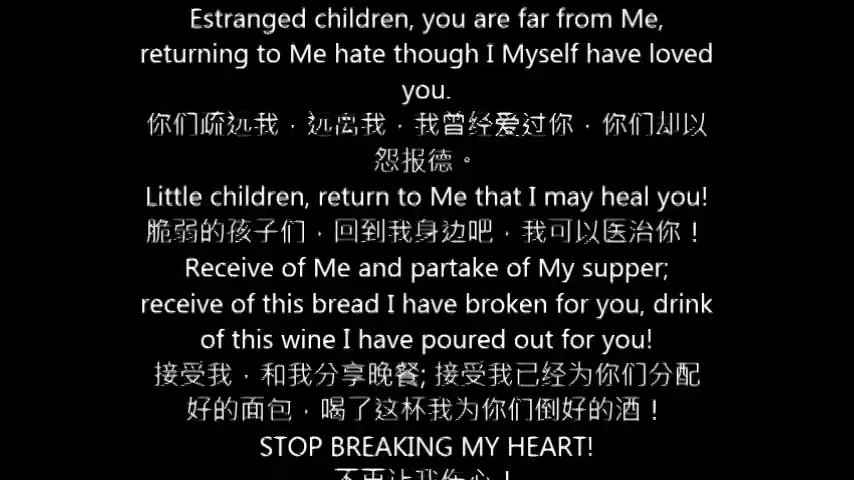 Estranged children, you are far from Me,
returning to Me hate though I Myself have loved
you.
你们疏远我，远离我，我曾经爱过你，你们却以
怨报德。
Little children, return to Me that I may heal you!
脆弱的孩子们，回到我身边吧，我可以医治你！
Receive of Me and partake of My supper;
receive of this bread I have broken for you, drink
of this wine I have poured out for you!
接受我，和我分享晚餐; 接受我已经为你们分配
好的面包，喝了这杯我为你们倒好的酒！
STOP BREAKING MY HEART!